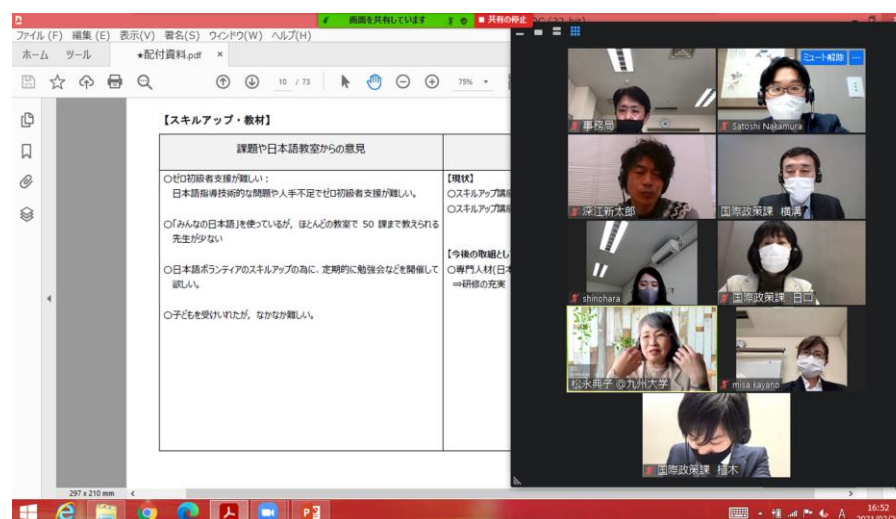 画面を共有しています
共有の停止
ファイル(F) 編集(E) 表示(V) 署名(S) ウィンドウ(W) ヘルプ(H)
ホーム ツール ★配付資料.pdf ×
10 / 73
75%
【スキルアップ・教材】
課題や日本語教室からの意見
○ゼロ初級者支援が難しい:
日本語指導技術的な問題や人手不足でゼロ初級者支援が難しい。
○「みんなの日本語」を使っているが、ほとんどの教室で 50 課まで教えられる
先生が少ない
○日本語ボランティアのスキルアップの為に、定期的に勉強会などを開催して
欲しい。
○子どもを受けいれたが、なかなか難しい。
【現状】
○スキルアップ講座
○スキルアップ講座
【今後の取組とし
○専門人材(日本
⇒研修の充実
297 x 210 mm
ミュート解除
事務局
Satoshi Nakamura
深江新太郎
国際政策課 横溝
shinohara
国際政策課 日口
松永典子 @九州大学
misa kayano
国際政策課 植木
A
16:52